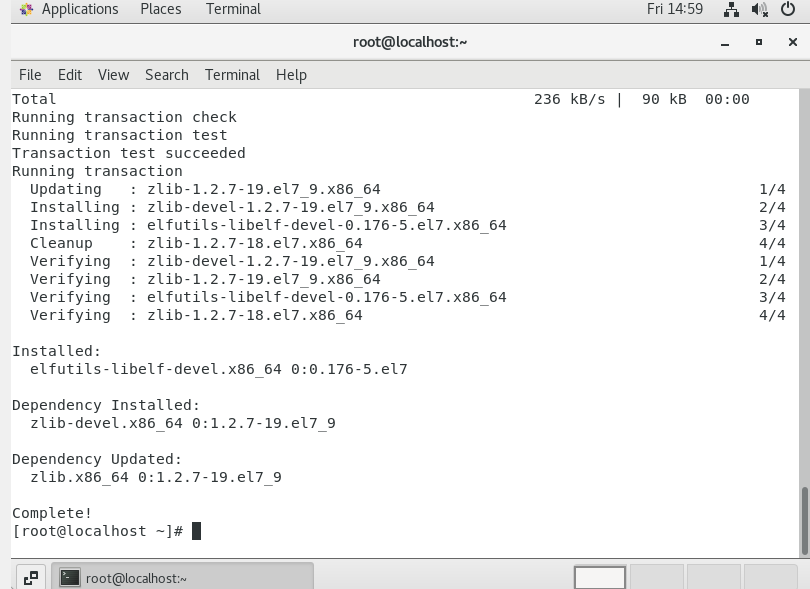 Applications Places Terminal Fri 14:59
root@localhost:~
File Edit View Search Terminal Help
Total 236 kB/s | 90 kB 00:00
Running transaction check
Running transaction test
Transaction test succeeded
Running transaction
Updating : zlib-1.2.7-19.el7_9.x86_64 1/4
Installing : zlib-devel-1.2.7-19.el7_9.x86_64 2/4
Installing : elfutils-libelf-devel-0.176-5.el7.x86_64 3/4
Cleanup : zlib-1.2.7-18.el7.x86_64 4/4
Verifying : zlib-devel-1.2.7-19.el7_9.x86_64 1/4
Verifying : zlib-1.2.7-19.el7_9.x86_64 2/4
Verifying : elfutils-libelf-devel-0.176-5.el7.x86_64 3/4
Verifying : zlib-1.2.7-18.el7.x86_64 4/4
Installed:
elfutils-libelf-devel.x86_64 0:0.176-5.el7
Dependency Installed:
zlib-devel.x86_64 0:1.2.7-19.el7_9
Dependency Updated:
zlib.x86_64 0:1.2.7-19.el7_9
Complete!
[root@localhost ~]#
root@localhost:~